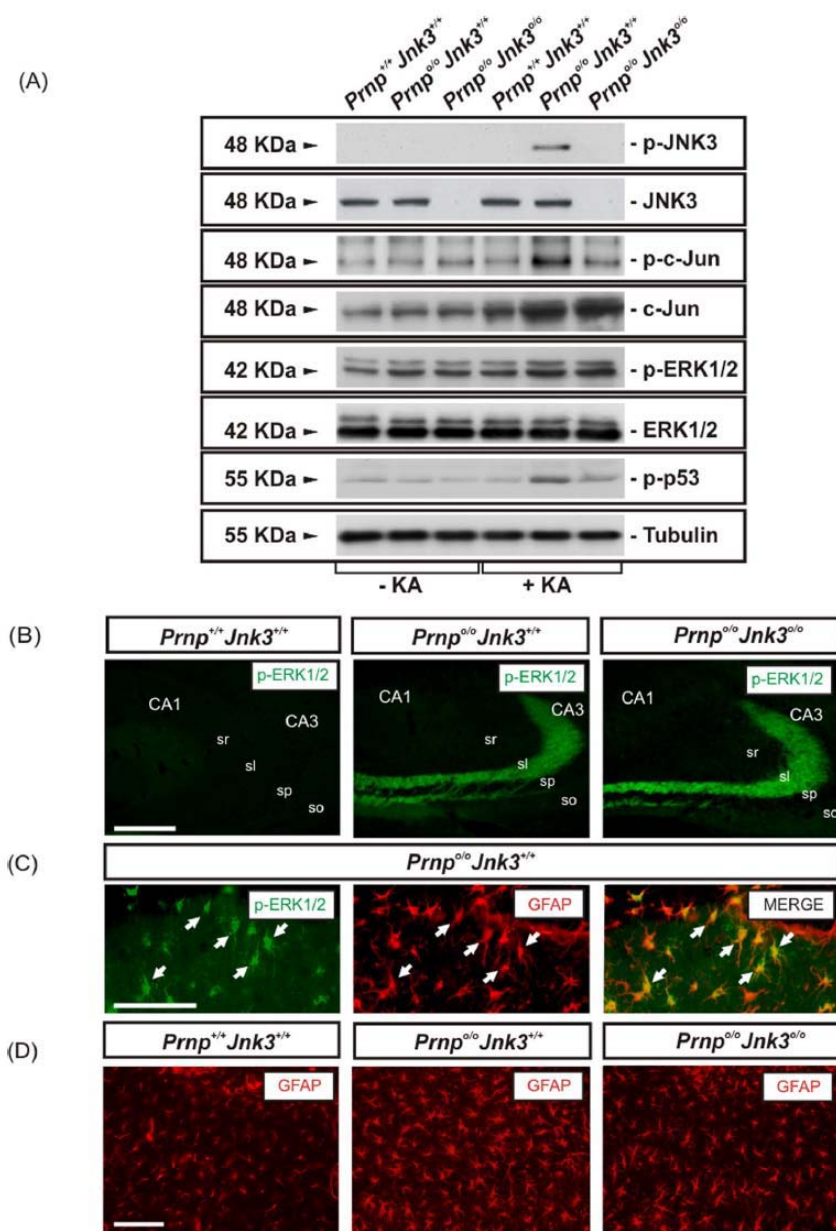 (A)
Prnp+/+ Jnk3+/+
Prnpo/o Jnk3+/+
Prnpo/o Jnk3o/o
Prnp+/+ Jnk3+/+
Prnpo/o Jnk3+/+
Prnpo/o Jnk3o/o
48 KDa ► - p-JNK3
48 KDa ► - JNK3
48 KDa ► - p-c-Jun
48 KDa ► - c-Jun
42 KDa ► - p-ERK1/2
42 KDa ► - ERK1/2
55 KDa ► - p-p53
55 KDa ► - Tubulin
- KA + KA
(B)
Prnp+/+Jnk3+/+ Prnpo/oJnk3+/+ Prnpo/oJnk3o/o
p-ERK1/2 p-ERK1/2 p-ERK1/2
CA1 CA3 CA1 CA3 CA1 CA3
sr sr sr
sl sl sl
sp sp sp
so so so
(C)
Prnpo/oJnk3+/+
p-ERK1/2 GFAP MERGE
(D)
Prnp+/+Jnk3+/+ Prnpo/oJnk3+/+ Prnpo/oJnk3o/o
GFAP GFAP GFAP